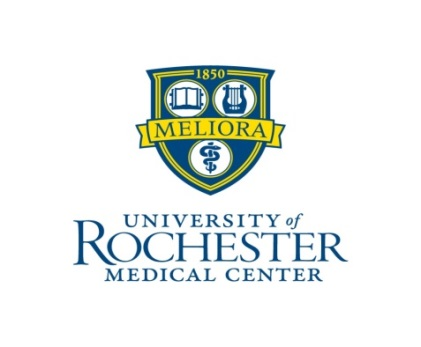 1850
MELIORA
UNIVERSITY of
ROCHESTER
MEDICAL CENTER